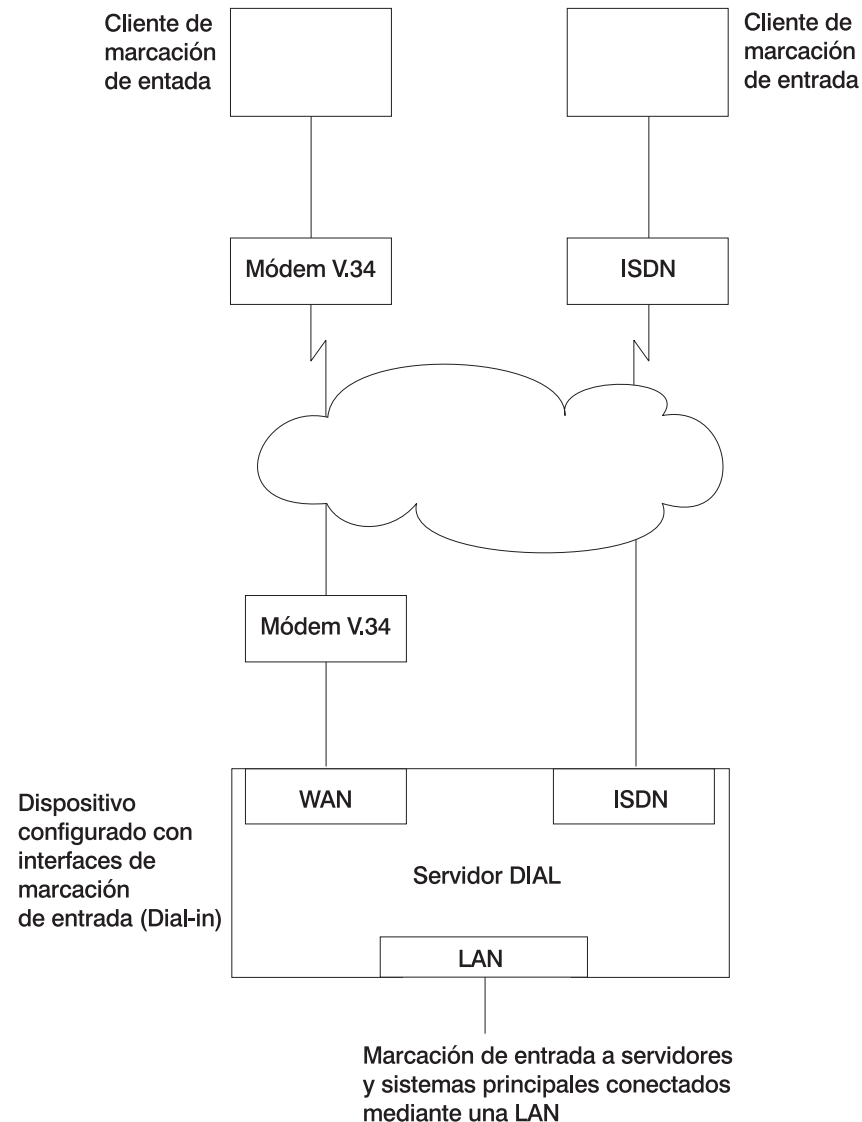 Cliente de
marcación
de entada
Cliente de
marcación
de entrada
Módem V.34
ISDN
Módem V.34
WAN
ISDN
Dispositivo
configurado con
interfaces de
marcación
de entrada (Dial-in)
Servidor DIAL
LAN
Marcación de entrada a servidores
y sistemas principales conectados
mediante una LAN